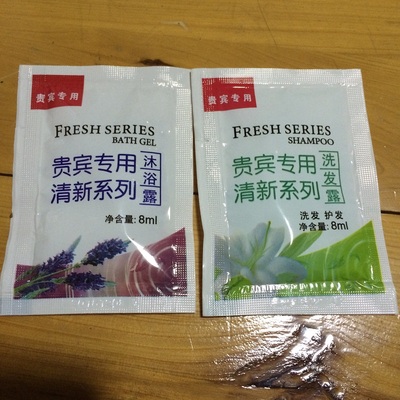 贵宾专用
FRESH SERIES
BATH GEL
贵宾专用
清新系列
沐浴露
净含量: 8ml
贵宾专用
FRESH SERIES
SHAMPOO
贵宾专用
清新系列
洗发露
洗发 护发
净含量: 8ml